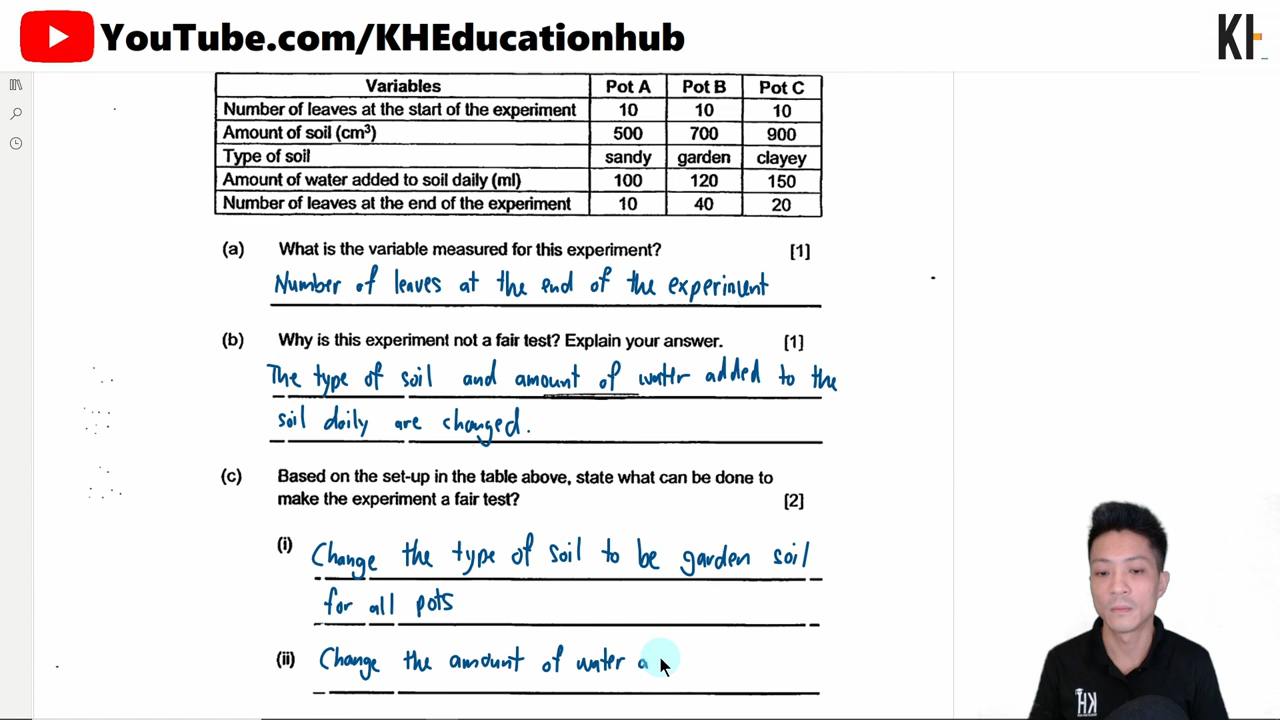 YouTube.com/KHEducationhub
KH
Variables Pot A Pot B Pot C
Number of leaves at the start of the experiment 10 10 10
Amount of soil (cm³) 500 700 900
Type of soil sandy garden clayey
Amount of water added to soil daily (ml) 100 120 150
Number of leaves at the end of the experiment 10 40 20
(a) What is the variable measured for this experiment? [1]
Number of leaves at the end of the experiment
(b) Why is this experiment not a fair test? Explain your answer. [1]
The type of soil and amount of water added to the
soil daily are changed.
(c) Based on the set-up in the table above, state what can be done to
make the experiment a fair test? [2]
(i) Change the type of soil to be garden soil
for all pots
(ii) Change the amount of water a
KH